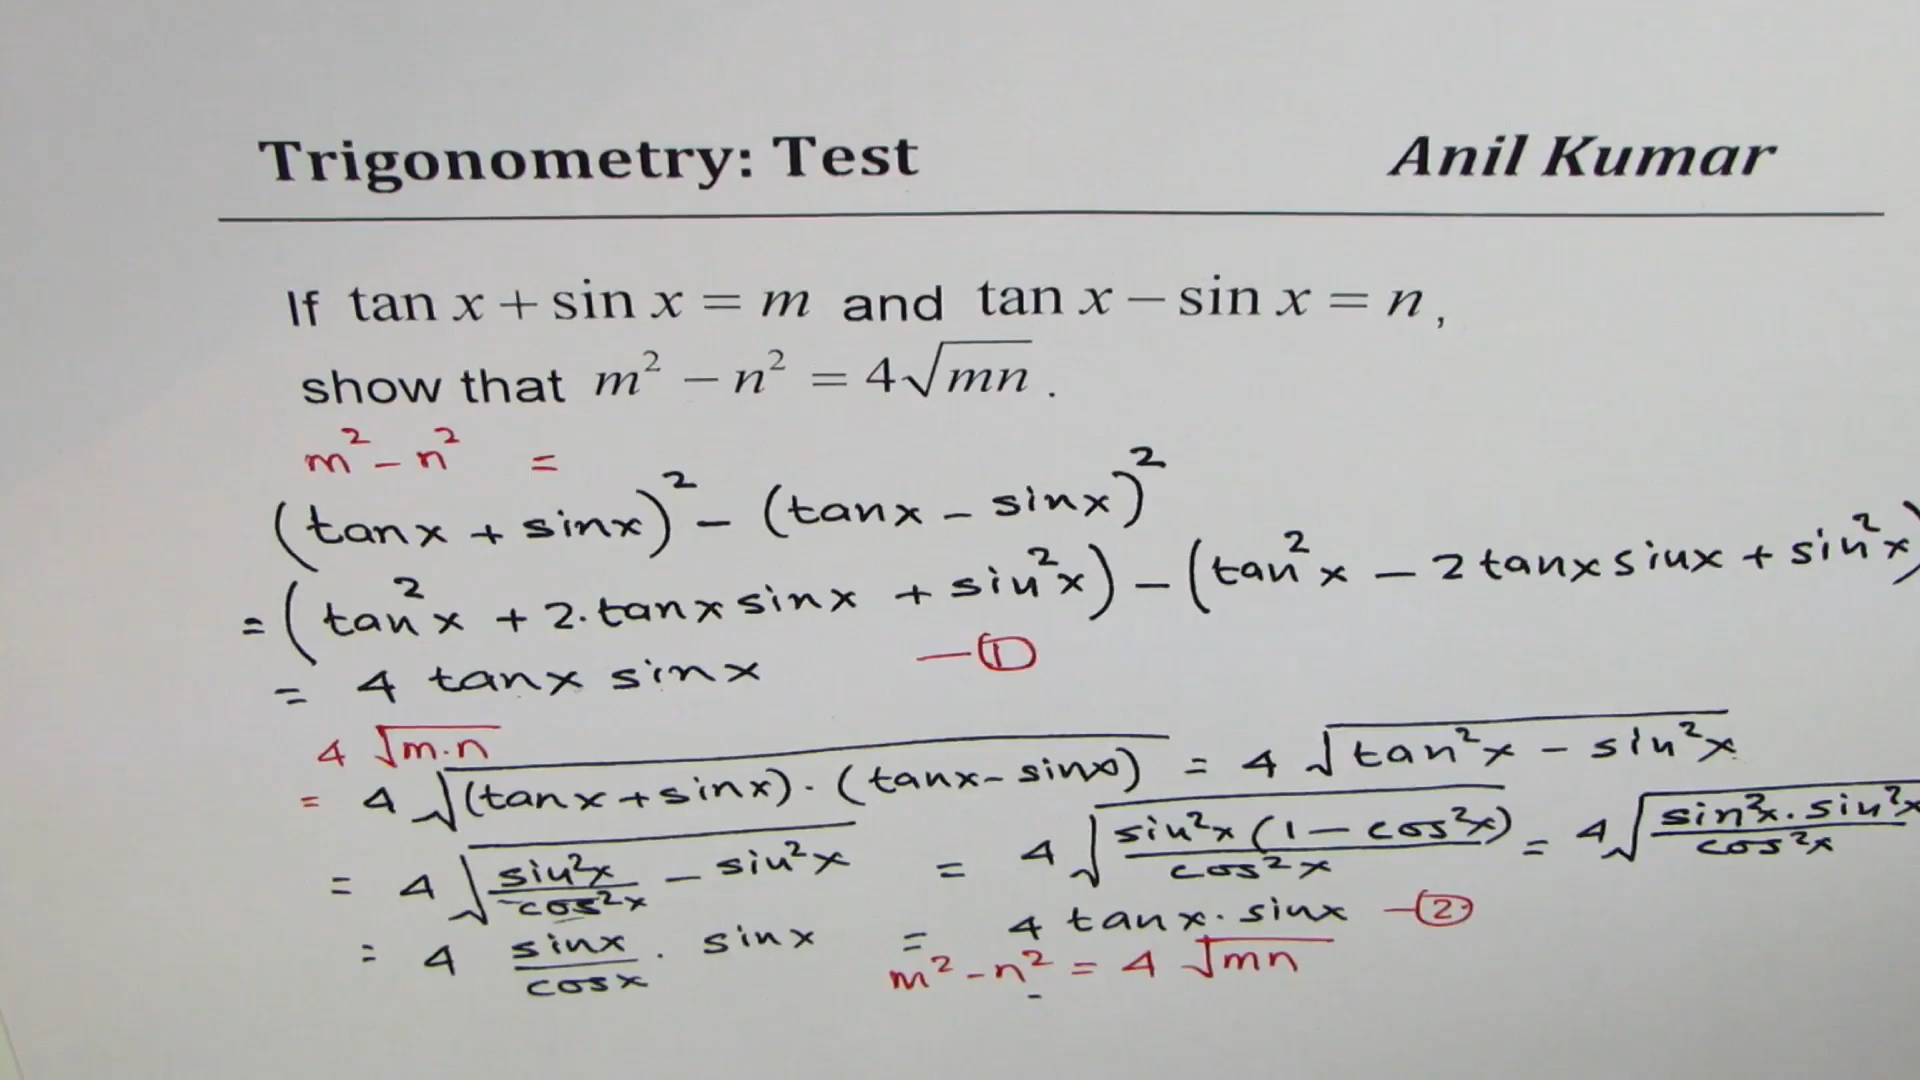 Trigonometry: Test Anil Kumar
If tan x + sin x = m and tan x − sin x = n,
show that m² − n² = 4√mn.
m² − n² =
(tanx + sinx)² − (tanx − sinx)²
= (tan²x + 2·tanx sinx + sin²x) − (tan²x − 2 tanx sinx + sin²x)
= 4 tanx sinx —①
4 √m·n
= 4 √(tanx + sinx)·(tanx − sinx) = 4 √tan²x − sin²x
= 4 √sin²x/cos²x − sin²x = 4 √sin²x (1 − cos²x)/cos²x = 4 √sin²x·sin²x/cos²x
= 4 sinx/cosx · sinx = 4 tanx·sinx —②
m² − n² = 4 √mn